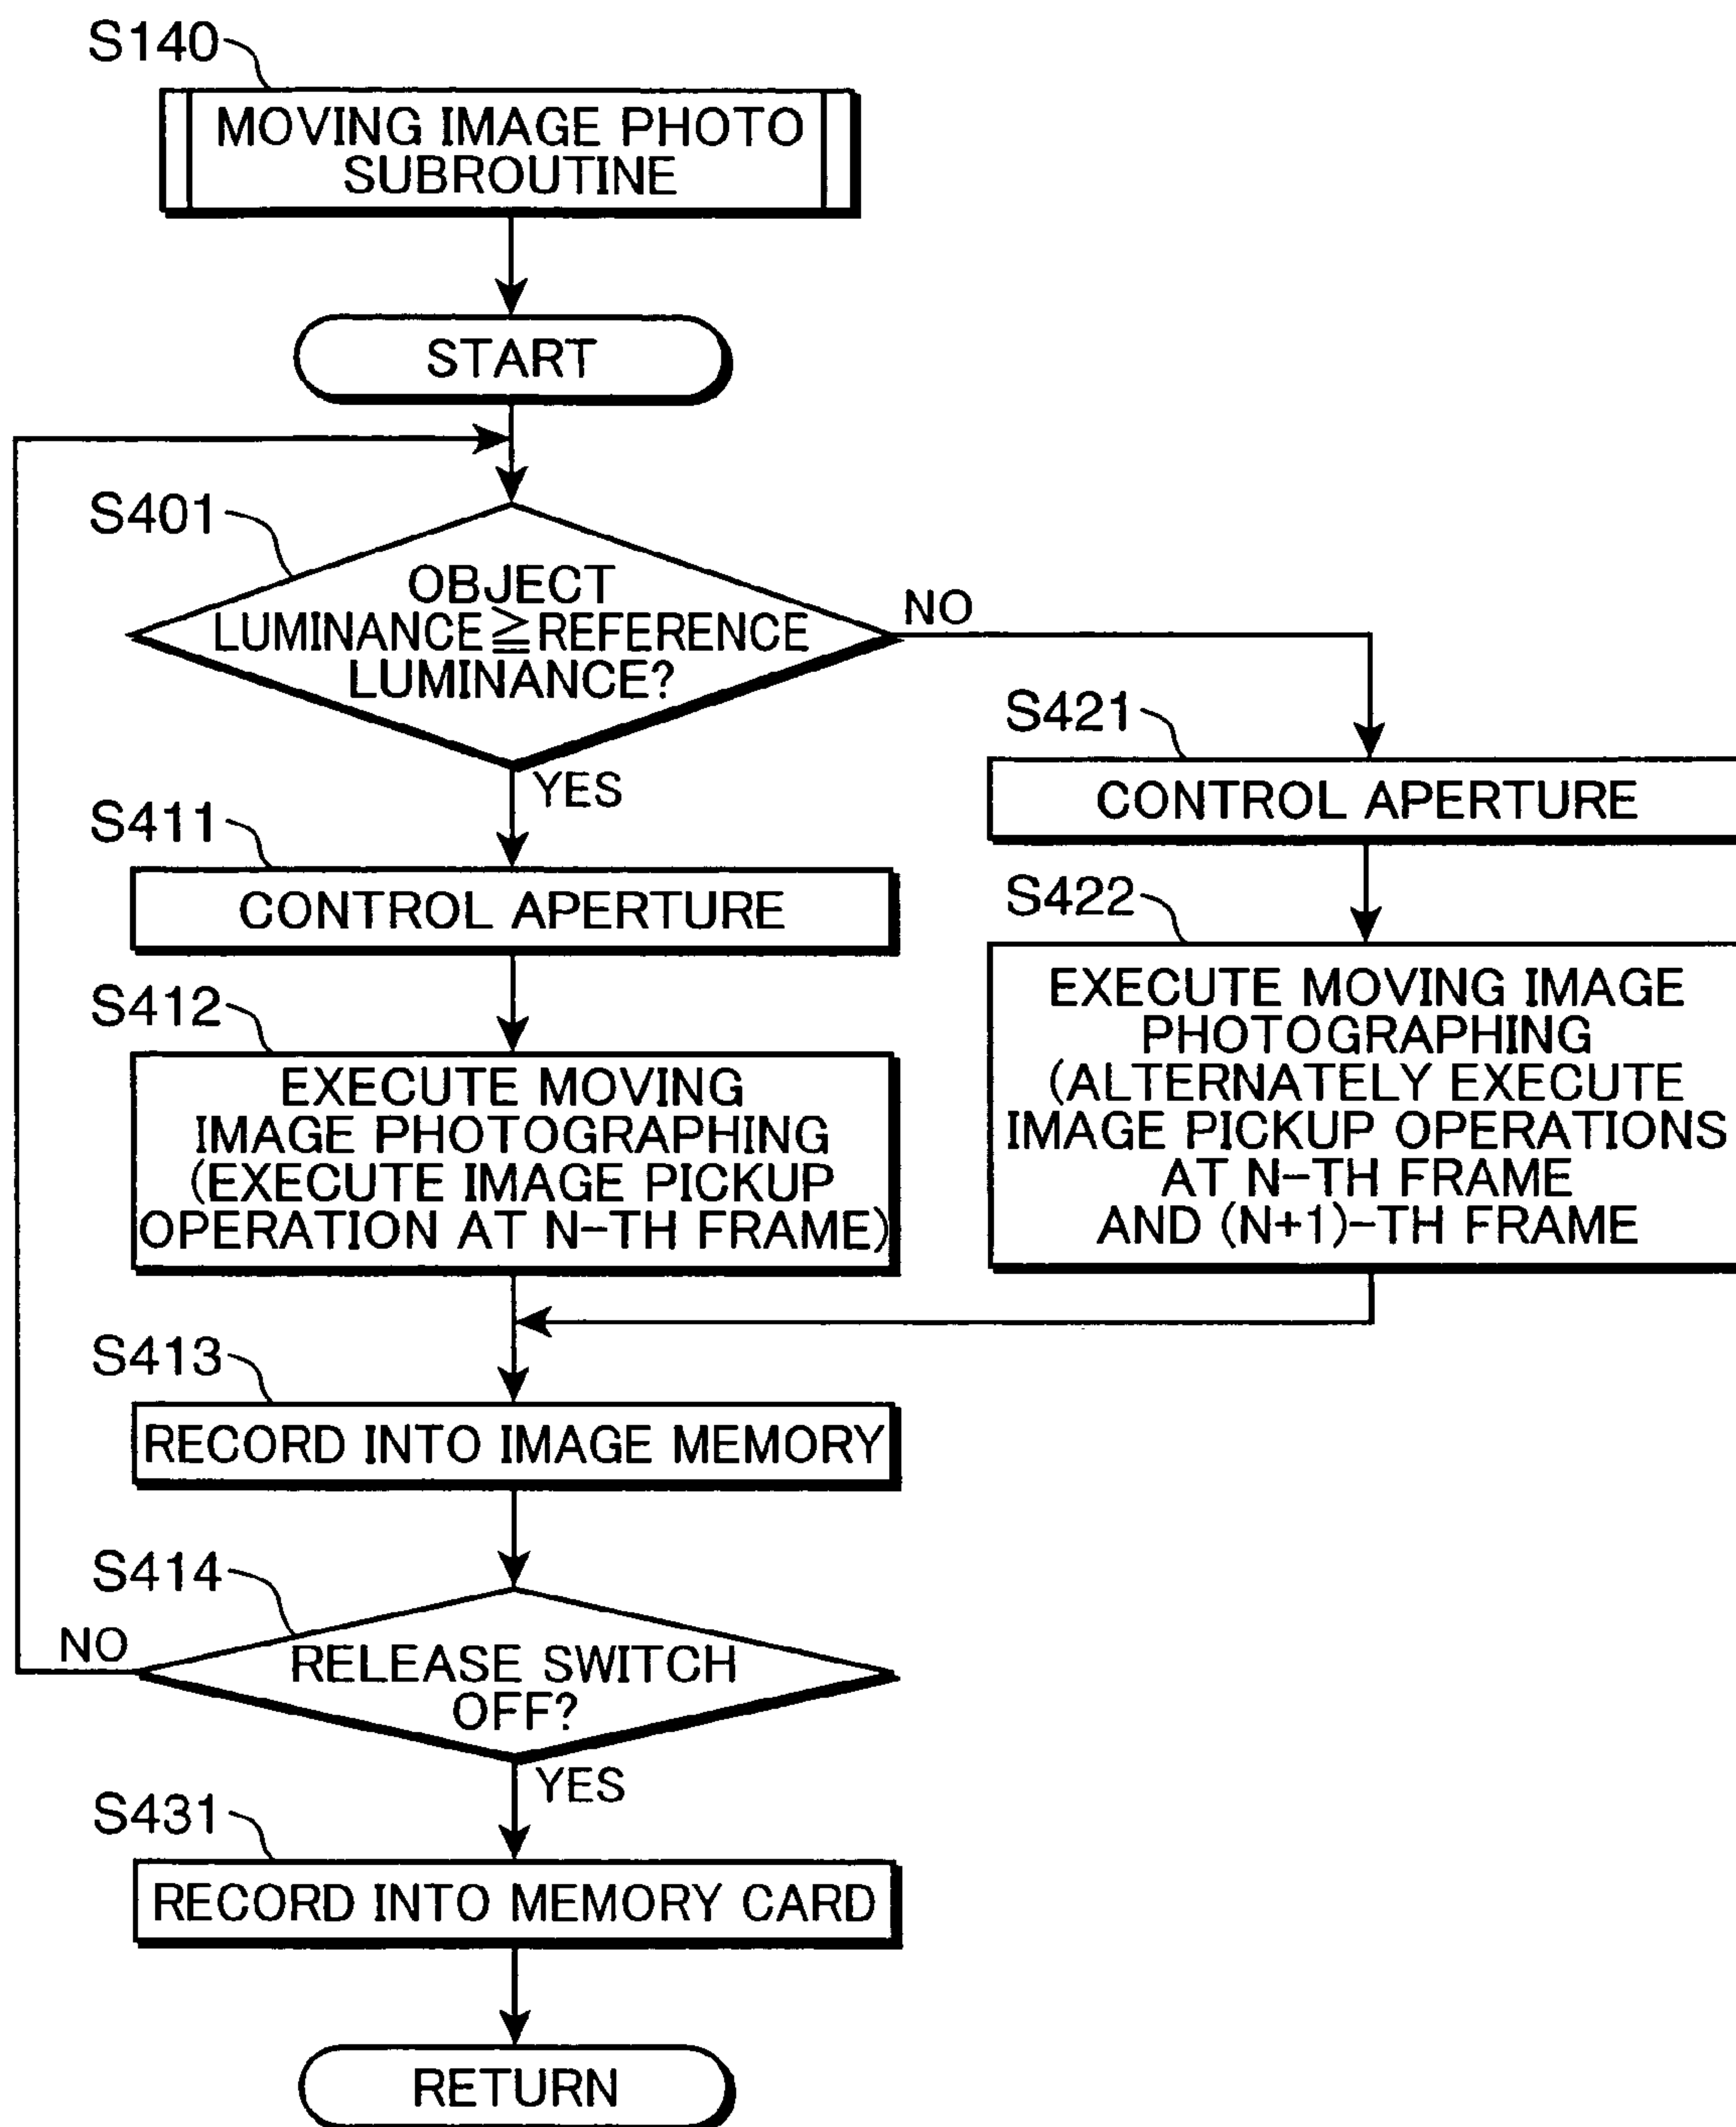 S140
MOVING IMAGE PHOTO
SUBROUTINE
START
S401
OBJECT
LUMINANCE≧REFERENCE
LUMINANCE?
NO
YES
S411
CONTROL APERTURE
S421
CONTROL APERTURE
S412
EXECUTE MOVING
IMAGE PHOTOGRAPHING
(EXECUTE IMAGE PICKUP
OPERATION AT N-TH FRAME)
S422
EXECUTE MOVING IMAGE
PHOTOGRAPHING
(ALTERNATELY EXECUTE
IMAGE PICKUP OPERATIONS
AT N-TH FRAME
AND (N+1)-TH FRAME
S413
RECORD INTO IMAGE MEMORY
S414
NO
RELEASE SWITCH
OFF?
YES
S431
RECORD INTO MEMORY CARD
RETURN